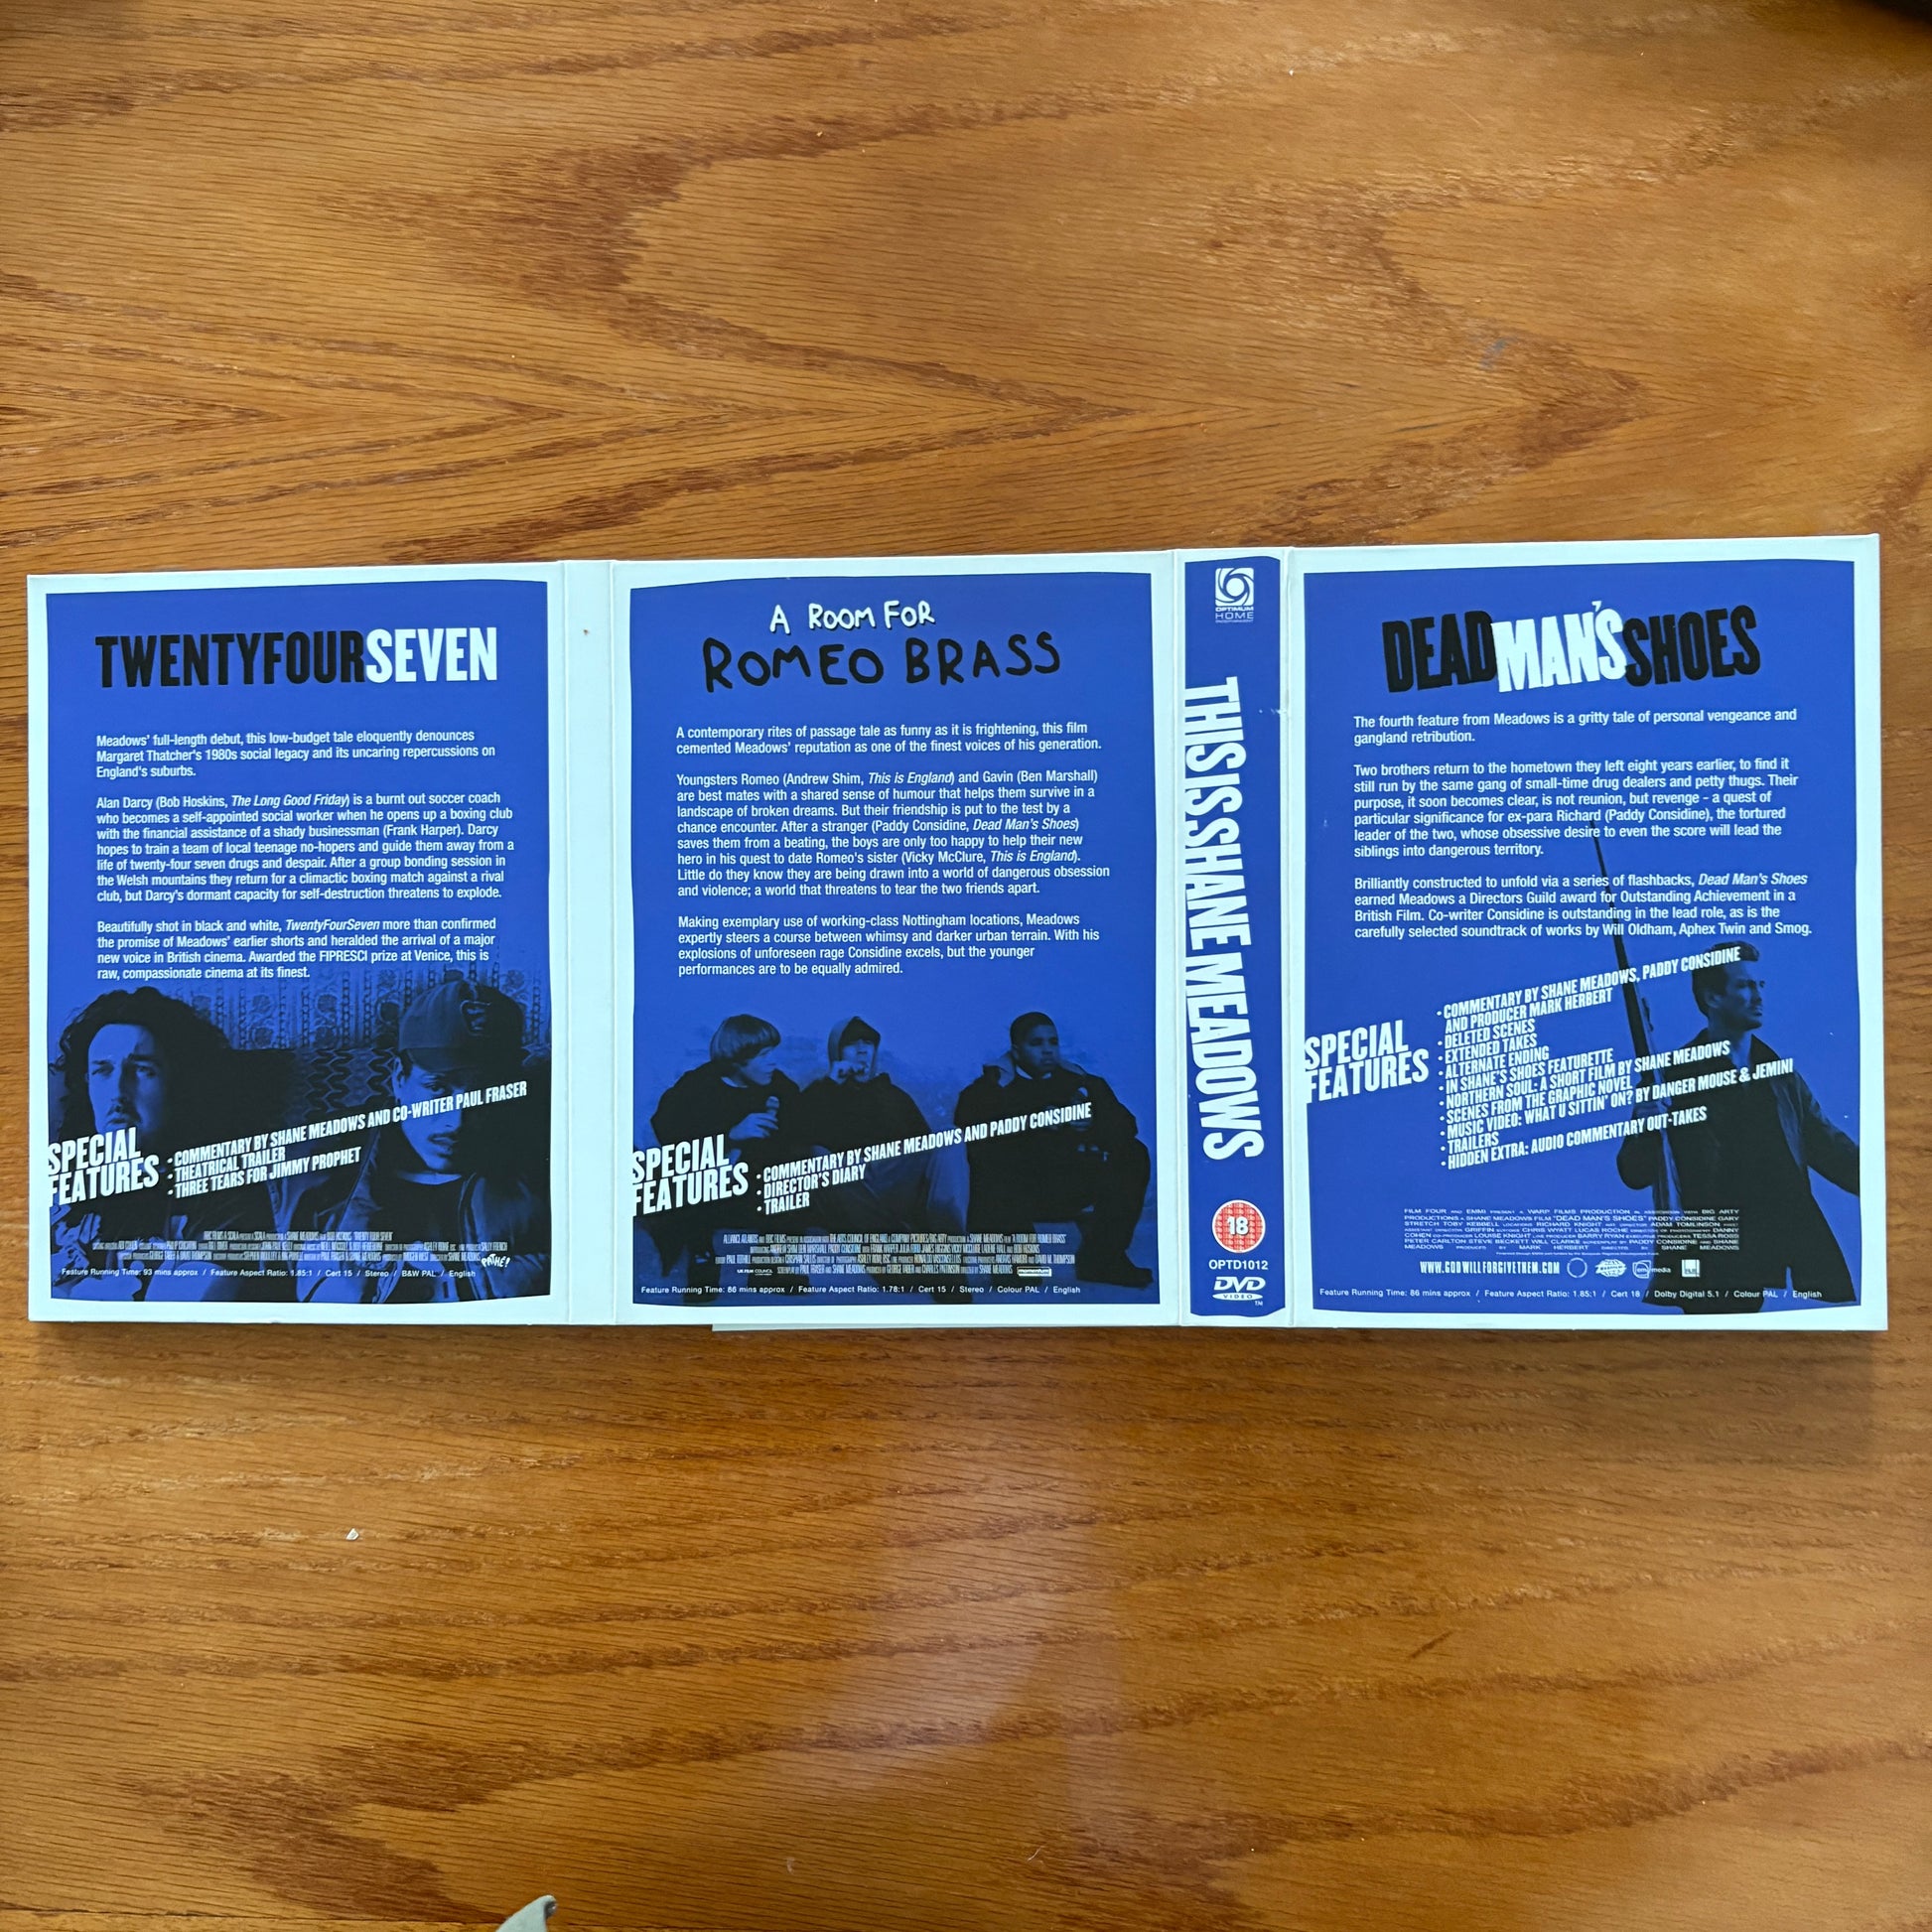 TWENTYFOURSEVEN
Meadows' full-length debut, this low-budget tale eloquently denounces
Margaret Thatcher's 1980s social legacy and its uncaring repercussions on
England's suburbs.
Alan Darcy (Bob Hoskins, The Long Good Friday) is a burnt out soccer coach
who becomes a self-appointed social worker when he opens up a boxing club
with the financial assistance of a shady businessman (Frank Harper). Darcy
hopes to train a team of local teenage no-hopers and guide them away from a
life of twenty-four seven drugs and despair. After a group bonding session in
the Welsh mountains they return for a climactic boxing match against a rival
club, but Darcy's dormant capacity for self-destruction threatens to explode.
Beautifully shot in black and white, TwentyFourSeven more than confirmed
the promise of Meadows' earlier shorts and heralded the arrival of a major
new voice in British cinema. Awarded the FIPRESCI prize at Venice, this is
raw, compassionate cinema at its finest.
SPECIAL
FEATURES
• COMMENTARY BY SHANE MEADOWS AND CO-WRITER PAUL FRASER
• THEATRICAL TRAILER
• THREE TEARS FOR JIMMY PROPHET
PATHE!
Feature Running Time: 93 mins approx / Feature Aspect Ratio: 1.85:1 / Cert 15 / Stereo / B&W PAL / English
A ROOM FOR
ROMEO BRASS
A contemporary rites of passage tale as funny as it is frightening, this film
cemented Meadows' reputation as one of the finest voices of his generation.
Youngsters Romeo (Andrew Shim, This is England) and Gavin (Ben Marshall)
are best mates with a shared sense of humour that helps them survive in a
landscape of broken dreams. But their friendship is put to the test by a
chance encounter. After a stranger (Paddy Considine, Dead Man's Shoes)
saves them from a beating, the boys are only too happy to help their new
hero in his quest to date Romeo's sister (Vicky McClure, This is England).
Little do they know they are being drawn into a world of dangerous obsession
and violence; a world that threatens to tear the two friends apart.
Making exemplary use of working-class Nottingham locations, Meadows
expertly steers a course between whimsy and darker urban terrain. With his
explosions of unforeseen rage Considine excels, but the younger
performances are to be equally admired.
SPECIAL
FEATURES
• COMMENTARY BY SHANE MEADOWS AND PADDY CONSIDINE
• DIRECTOR'S DIARY
• TRAILER
Feature Running Time: 86 mins approx / Feature Aspect Ratio: 1.78:1 / Cert 15 / Stereo / Colour PAL / English
OPTIMUM
HOME
THISISSHANEMEADOWS
18
OPTD1012
DVD
VIDEO
TM
DEADMAN'SSHOES
The fourth feature from Meadows is a gritty tale of personal vengeance and
gangland retribution.
Two brothers return to the hometown they left eight years earlier, to find it
still run by the same gang of small-time drug dealers and petty thugs. Their
purpose, it soon becomes clear, is not reunion, but revenge - a quest of
particular significance for ex-para Richard (Paddy Considine), the tortured
leader of the two, whose obsessive desire to even the score will lead the
siblings into dangerous territory.
Brilliantly constructed to unfold via a series of flashbacks, Dead Man's Shoes
earned Meadows a Directors Guild award for Outstanding Achievement in a
British Film. Co-writer Considine is outstanding in the lead role, as is the
carefully selected soundtrack of works by Will Oldham, Aphex Twin and Smog.
SPECIAL
FEATURES
• COMMENTARY BY SHANE MEADOWS, PADDY CONSIDINE
AND PRODUCER MARK HERBERT
• DELETED SCENES
• EXTENDED TAKES
• ALTERNATE ENDING
• IN SHANE'S SHOES FEATURETTE
• NORTHERN SOUL: A SHORT FILM BY SHANE MEADOWS
• SCENES FROM THE GRAPHIC NOVEL
• MUSIC VIDEO: WHAT U SITTIN' ON? BY DANGER MOUSE & JEMINI
• TRAILERS
• HIDDEN EXTRA: AUDIO COMMENTARY OUT-TAKES
WWW.GODWILLFORGIVETHEM.COM
Feature Running Time: 86 mins approx / Feature Aspect Ratio: 1.85:1 / Cert 18 / Dolby Digital 5.1 / Colour PAL / English